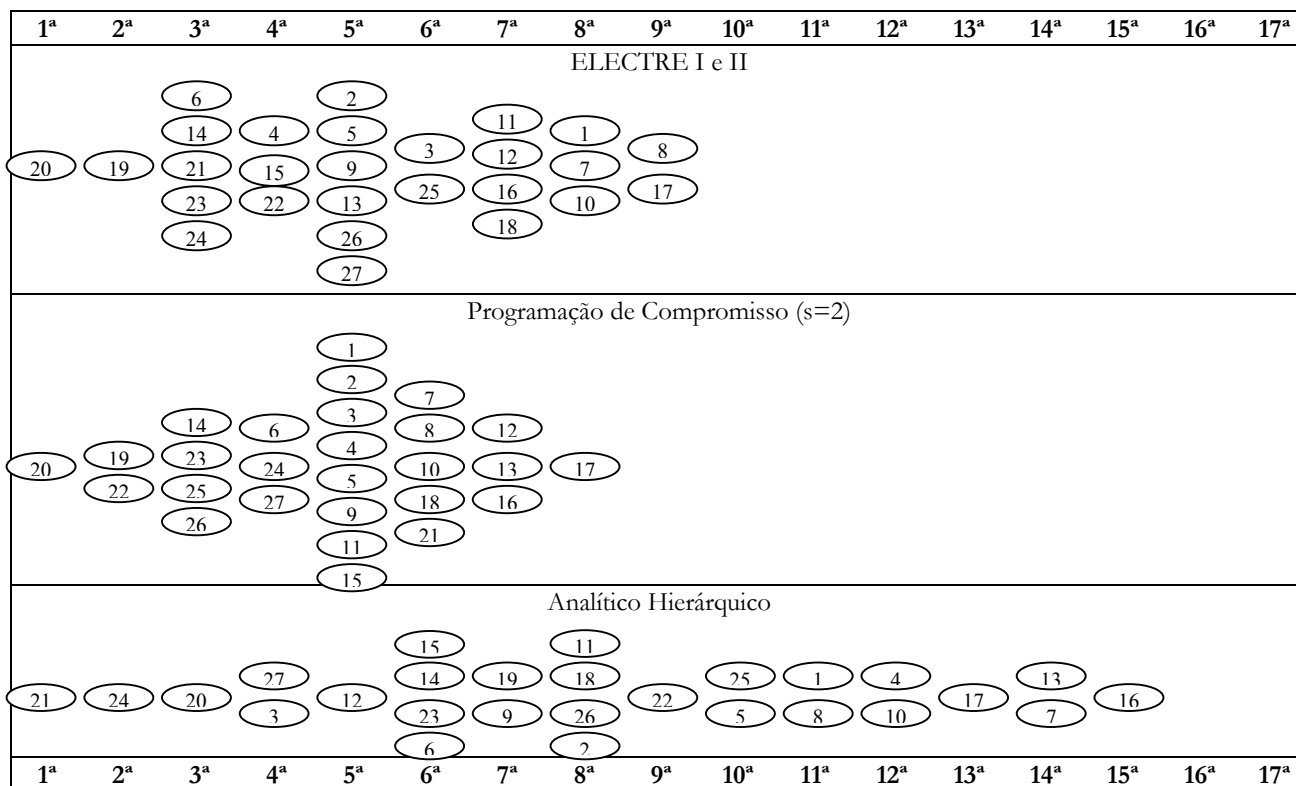 1ª 2ª 3ª 4ª 5ª 6ª 7ª 8ª 9ª 10ª 11ª 12ª 13ª 14ª 15ª 16ª 17ª
ELECTRE I e II
6 2
11
14 4 5 1
3 12 8
20 19 21 15 9 7
25 16 17
23 22 13 10
18
24 26
27
Programação de Compromisso (s=2)
1
2
7
3
14 6 8 12
4
19 23
20 24 10 13 17
5
22 25
27 18 16
9
26
21
11
15
Analítico Hierárquico
15 11
27 14 19 18 25 1 4 13
21 24 20 12 22 17 16
3 23 9 26 5 8 10 7
6 2
1ª 2ª 3ª 4ª 5ª 6ª 7ª 8ª 9ª 10ª 11ª 12ª 13ª 14ª 15ª 16ª 17ª